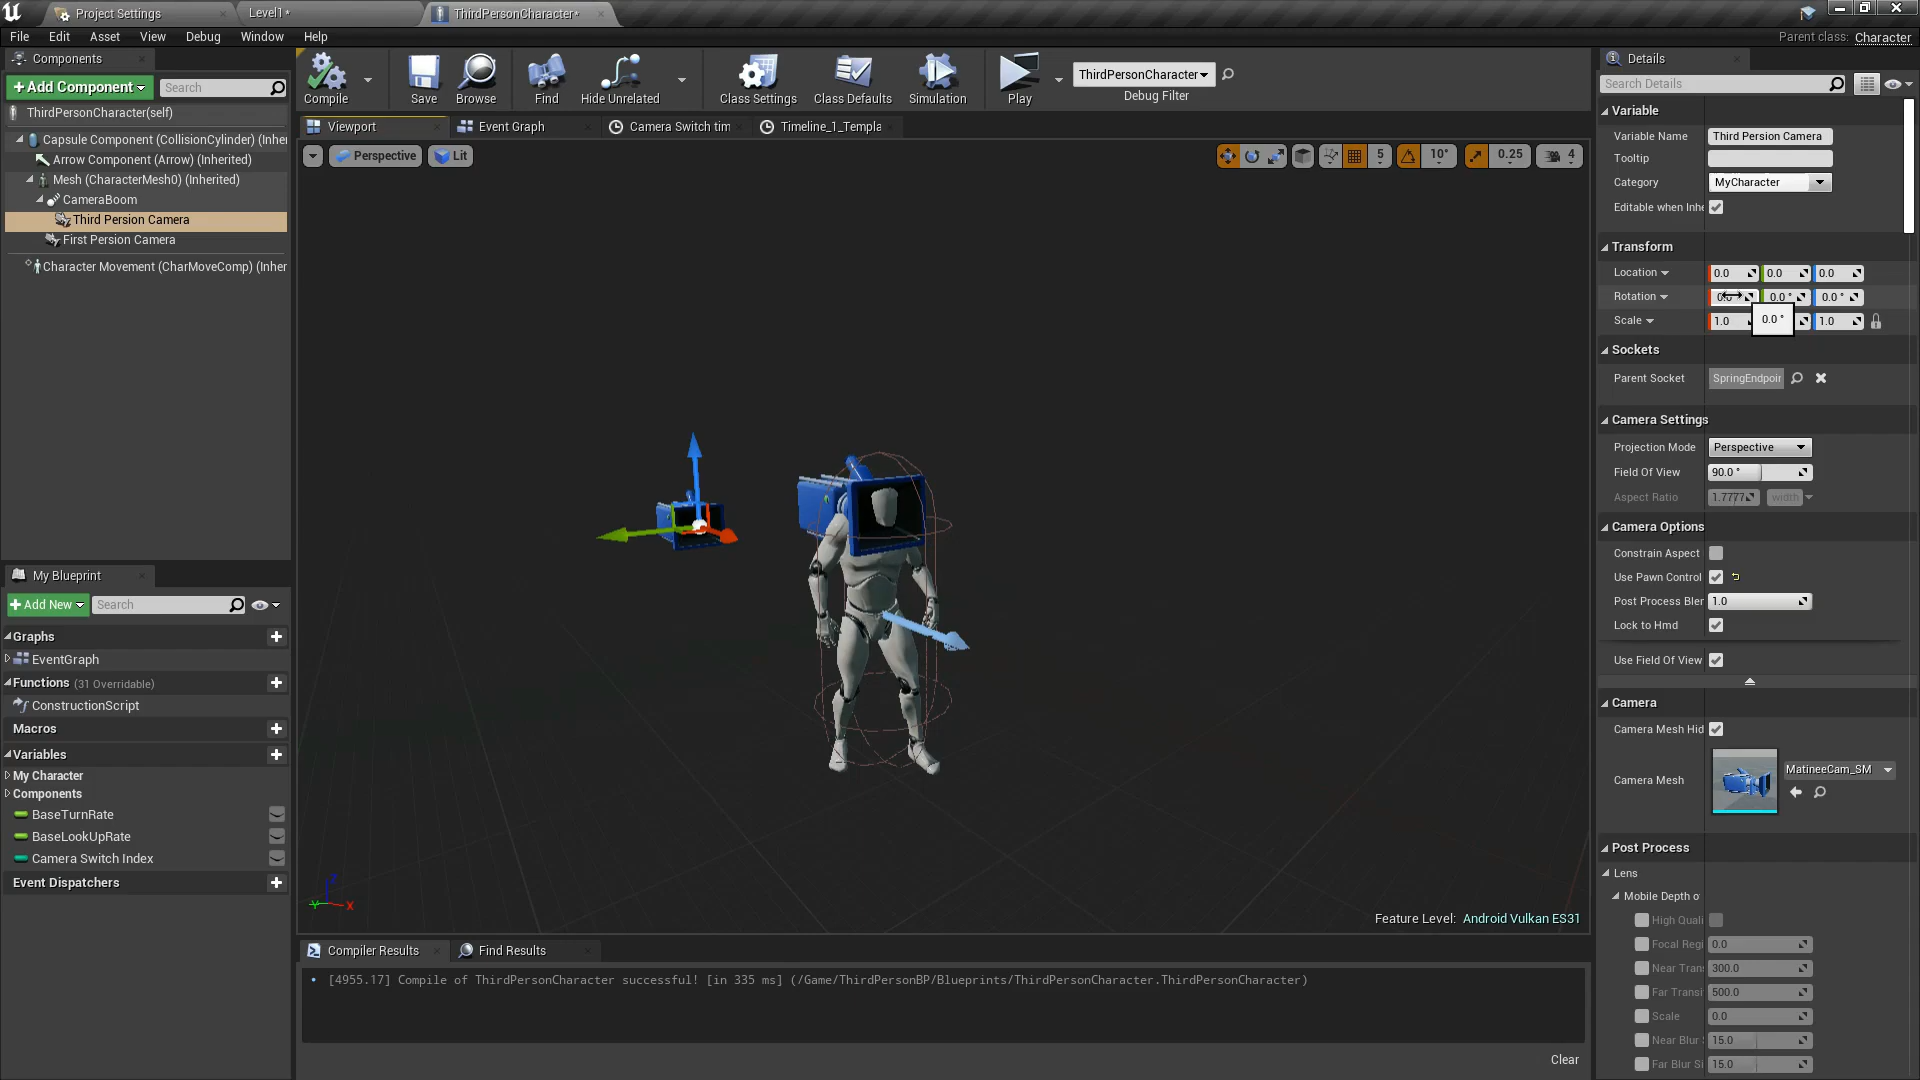 Project Settings
Level1*
ThirdPersonCharacter*
File Edit Asset View Debug Window Help
Parent class: Character
Components
+ Add Component
Search
ThirdPersonCharacter(self)
Capsule Component (CollisionCylinder) (Inher
Arrow Component (Arrow) (Inherited)
Mesh (CharacterMesh0) (Inherited)
CameraBoom
Third Persion Camera
First Persion Camera
Character Movement (CharMoveComp) (Inher
My Blueprint
+ Add New
Search
Graphs
EventGraph
Functions (31 Overridable)
ConstructionScript
Macros
Variables
My Character
Components
BaseTurnRate
BaseLookUpRate
Camera Switch Index
Event Dispatchers
Compile
Save
Browse
Find
Hide Unrelated
Class Settings
Class Defaults
Simulation
Play
ThirdPersonCharacter
Debug Filter
Viewport
Event Graph
Camera Switch tim
Timeline_1_Templa
Perspective
Lit
5
10°
0.25
4
Y
X
Feature Level: Android Vulkan ES31
Compiler Results
Find Results
• [4955.17] Compile of ThirdPersonCharacter successful! [in 335 ms] (/Game/ThirdPersonBP/Blueprints/ThirdPersonCharacter.ThirdPersonCharacter)
Clear
Details
Search Details
Variable
Variable Name Third Persion Camera
Tooltip
Category MyCharacter
Editable when Inhe
Transform
Location 0.0 0.0 0.0
Rotation 0.0 ° 0.0 ° 0.0 °
Scale 1.0 1.0
0.0 °
Sockets
Parent Socket SpringEndpoin
Camera Settings
Projection Mode Perspective
Field Of View 90.0 °
Aspect Ratio 1.7777 width
Camera Options
Constrain Aspect
Use Pawn Control
Post Process Blen 1.0
Lock to Hmd
Use Field Of View
Camera
Camera Mesh Hid
Camera Mesh
MatineeCam_SM
Post Process
Lens
Mobile Depth o
High Quali
Focal Regi 0.0
Near Tran 300.0
Far Transi 500.0
Scale 0.0
Near Blur 15.0
Far Blur Si 15.0